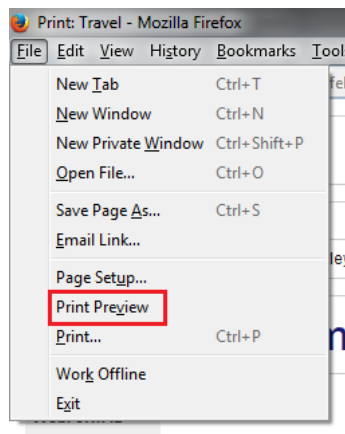 Print: Travel - Mozilla Firefox
File Edit View History Bookmarks Tools
New Tab Ctrl+T
New Window Ctrl+N
New Private Window Ctrl+Shift+P
Open File... Ctrl+O
Save Page As... Ctrl+S
Email Link...
Page Setup...
Print Preview
Print... Ctrl+P
Work Offline
Exit